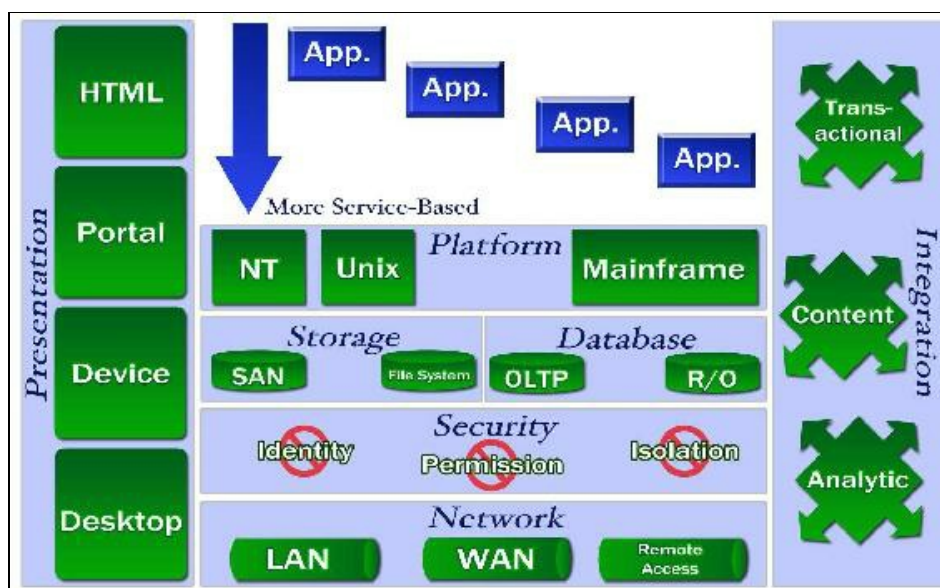 Presentation
HTML
Portal
Device
Desktop
App.
App.
App.
App.
More Service-Based
Platform
NT
Unix
Mainframe
Storage
SAN
File System
Database
OLTP
R/O
Security
Identity
Permission
Isolation
Network
LAN
WAN
Remote
Access
Integration
Trans-
actional
Content
Analytic